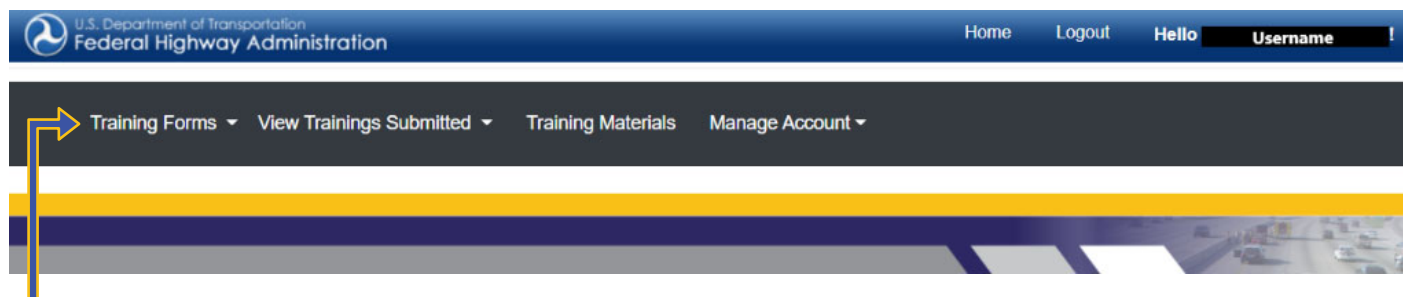 U.S. Department of Transportation
Federal Highway Administration
Home Logout Hello Username !
Training Forms View Trainings Submitted Training Materials Manage Account